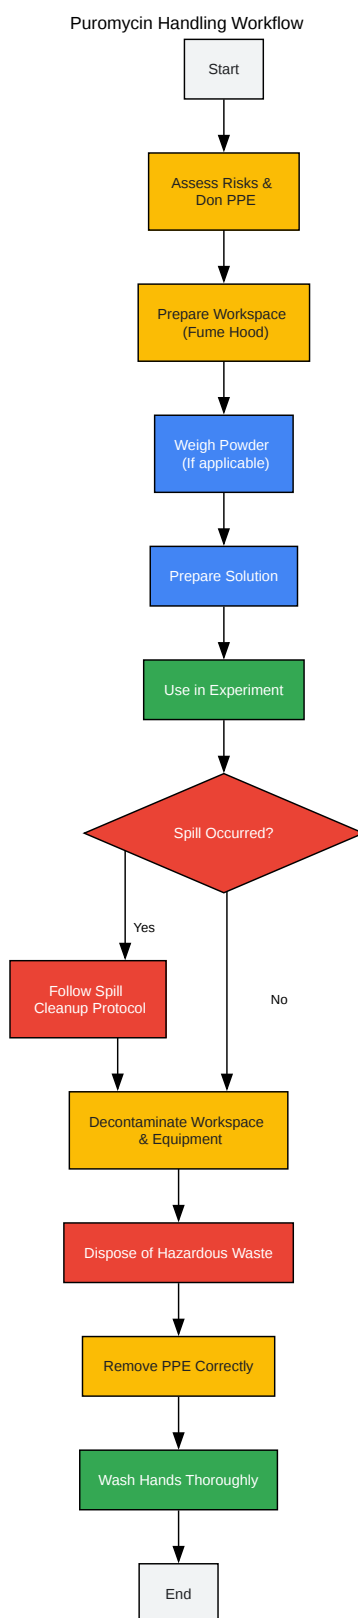 Puromycin Handling Workflow
Start
Assess Risks &
Don PPE
Prepare Workspace
(Fume Hood)
Weigh Powder
(If applicable)
Prepare Solution
Use in Experiment
Spill Occurred?
Yes
No
Follow Spill
Cleanup Protocol
Decontaminate Workspace
& Equipment
Dispose of Hazardous Waste
Remove PPE Correctly
Wash Hands Thoroughly
End